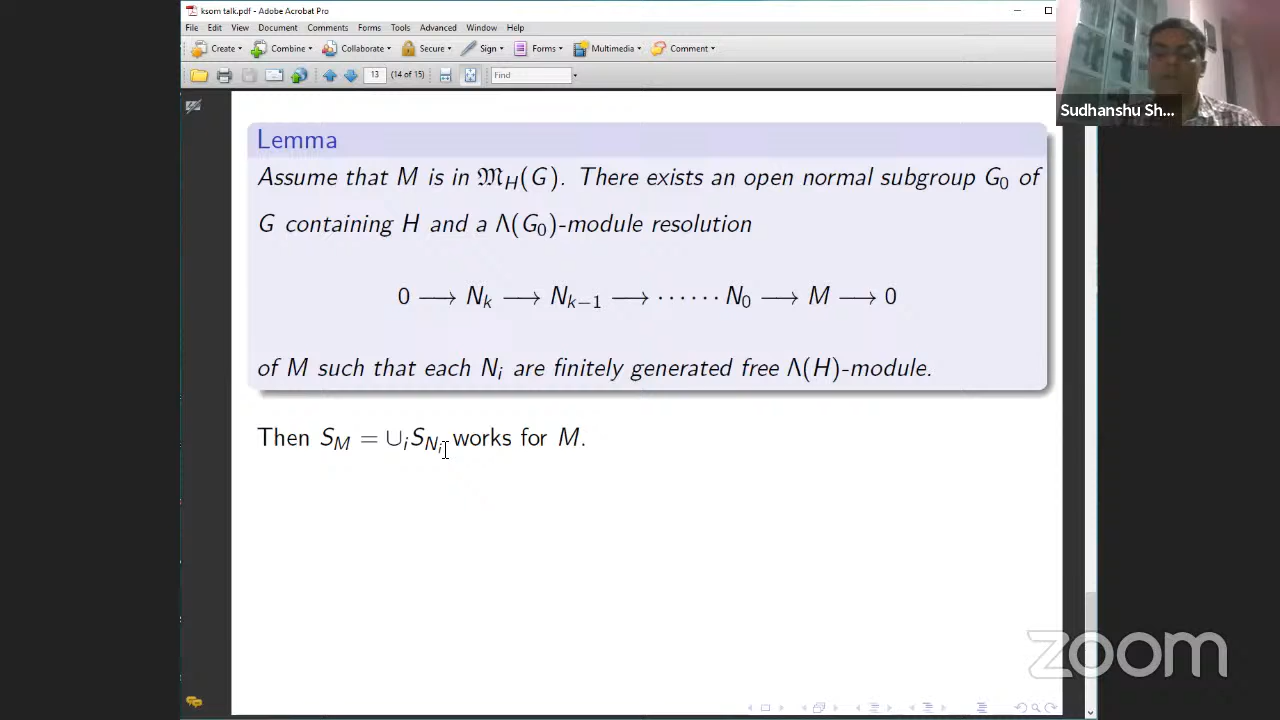 ksom talk.pdf - Adobe Acrobat Pro
File Edit View Document Comments Forms Tools Advanced Window Help
Create Combine Collaborate Secure Sign Forms Multimedia Comment
13 (14 of 15) Find
Sudhanshu Sh...
Lemma
Assume that M is in 𝔐_H(G). There exists an open normal subgroup G₀ of
G containing H and a Λ(G₀)-module resolution
0 ⟶ N_k ⟶ N_{k−1} ⟶ ⋯⋯ N₀ ⟶ M ⟶ 0
of M such that each N_i are finitely generated free Λ(H)-module.
Then S_M = ∪_i S_{N_i} works for M.
zoom